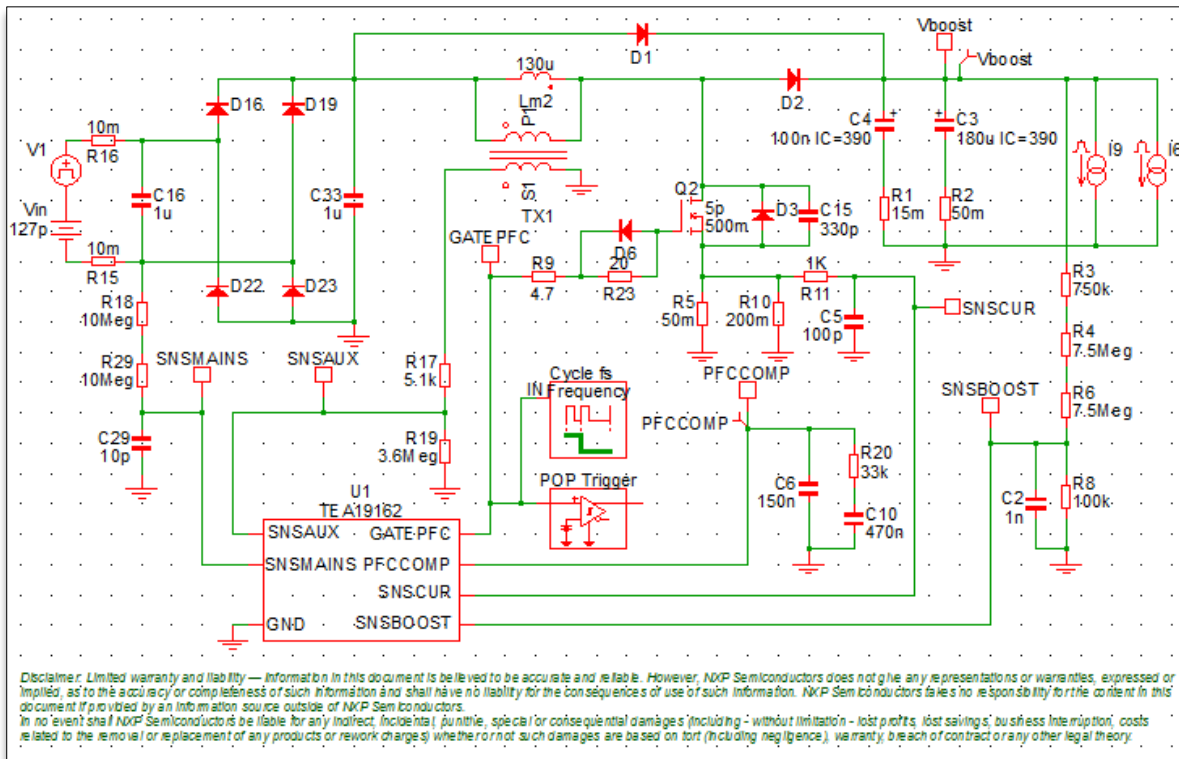 Vboost
Vboost
D1
130u
Lm2
D16
D19
D2
P1
S1
TX1
C4
100n IC=390
C3
180u IC=390
I9
I6
10m
R16
V1
C16
1u
C33
1u
Vin
127p
10m
R15
Q2
5p
500m
D3
C15
330p
R1
15m
R2
50m
GATEPFC
D6
R9
4.7
20
R23
1K
R11
D22
D23
R18
10Meg
R5
50m
R10
200m
C5
100p
SNSCUR
R3
750k
R29
10Meg
SNSMAINS
SNSAUX
R17
5.1k
Cycle fs
IN Frequency
PFCCOMP
PFCCOMP
R4
7.5Meg
SNSBOOST
R6
7.5Meg
C29
10p
R19
3.6Meg
R20
33k
POP Trigger
C6
150n
C10
470n
C2
1n
R8
100k
U1
TEA19162
SNSAUX
GATEPFC
SNSMAINS
PFCCOMP
SNSCUR
GND
SNSBOOST
Disclaimer: Limited warranty and liability — Information in this document is believed to be accurate and reliable. However, NXP Semiconductors does not give any representations or warranties, expressed or
implied, as to the accuracy or completeness of such information and shall have no liability for the consequences of use of such information. NXP Semiconductors takes no responsibility for the content in this
document if provided by an information source outside of NXP Semiconductors.
In no event shall NXP Semiconductors be liable for any indirect, incidental, punitive, special or consequential damages (including - without limitation - lost profits, lost savings, business interruption, costs
related to the removal or replacement of any products or rework charges) whether or not such damages are based on tort (including negligence), warranty, breach of contract or any other legal theory.